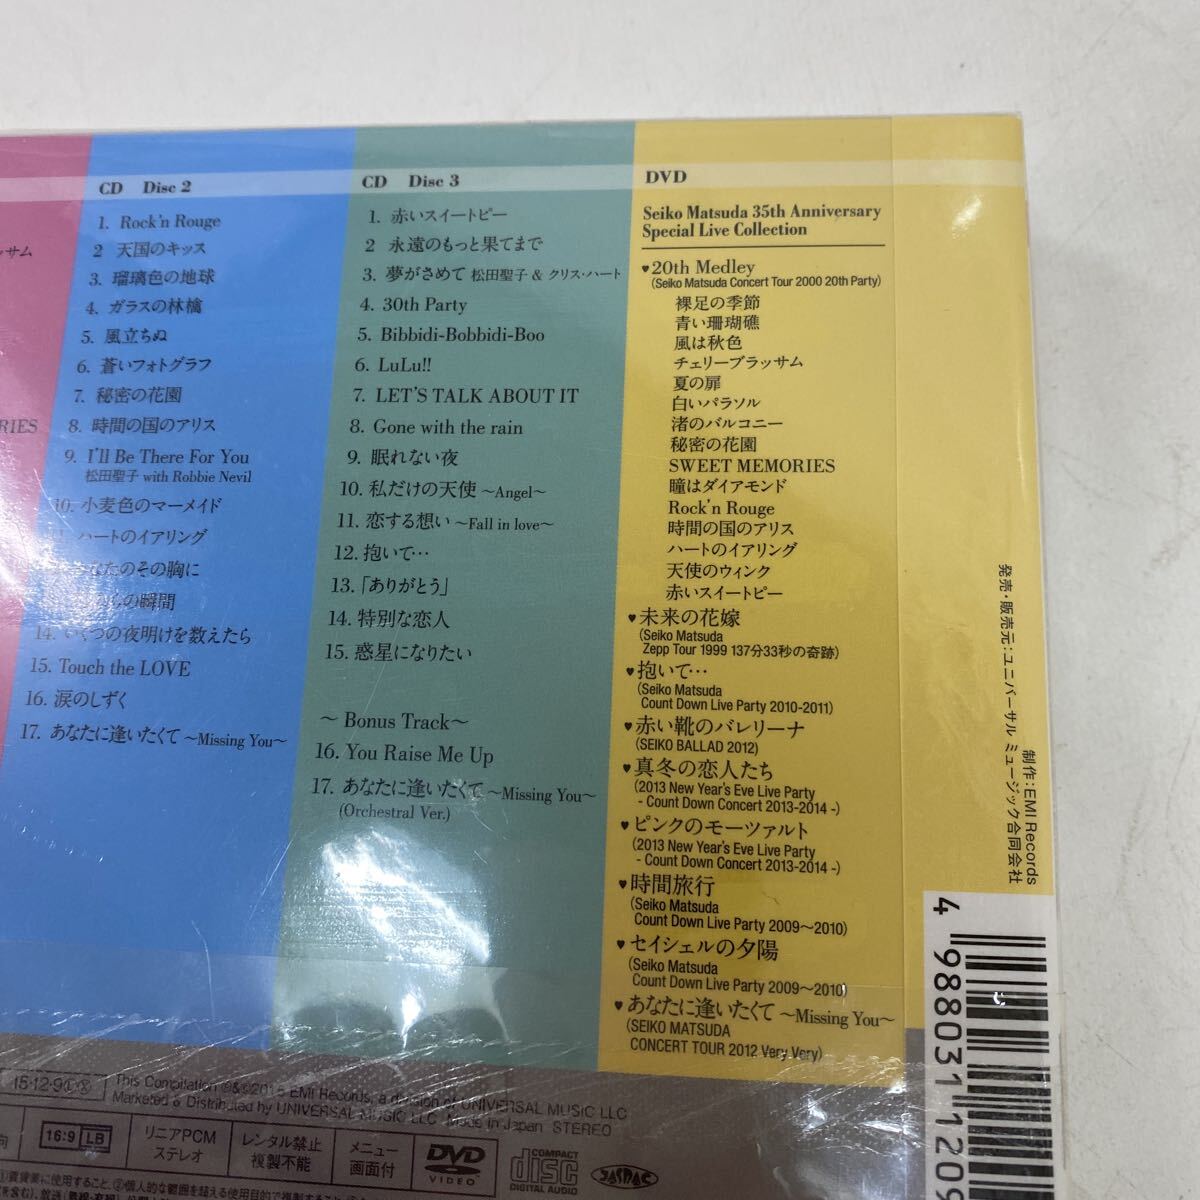 ッサム
RIES
CD Disc 2
1. Rock'n Rouge
2 天国のキッス
3. 瑠璃色の地球
4. ガラスの林檎
5. 風立ちぬ
6. 蒼いフォトグラフ
7. 秘密の花園
8. 時間の国のアリス
9. I'll Be There For You
松田聖子 with Robbie Nevil
10. 小麦色のマーメイド
ハートのイアリング
たのその胸に
の瞬間
14. いくつの夜明けを数えたら
15. Touch the LOVE
16. 涙のしずく
17. あなたに逢いたくて 〜Missing You〜
CD Disc 3
1. 赤いスイートピー
2 永遠のもっと果てまで
3. 夢がさめて 松田聖子 & クリス・ハート
4. 30th Party
5. Bibbidi-Bobbidi-Boo
6. LuLu!!
7. LET'S TALK ABOUT IT
8. Gone with the rain
9. 眠れない夜
10. 私だけの天使 〜Angel〜
11. 恋する想い 〜Fall in love〜
12. 抱いて…
13. 「ありがとう」
14. 特別な恋人
15. 惑星になりたい
〜 Bonus Track〜
16. You Raise Me Up
17. あなたに逢いたくて 〜Missing You〜
(Orchestral Ver.)
DVD
Seiko Matsuda 35th Anniversary
Special Live Collection
♥20th Medley
(Seiko Matsuda Concert Tour 2000 20th Party)
裸足の季節
青い珊瑚礁
風は秋色
チェリーブラッサム
夏の扉
白いパラソル
渚のバルコニー
秘密の花園
SWEET MEMORIES
瞳はダイアモンド
Rock'n Rouge
時間の国のアリス
ハートのイアリング
天使のウィンク
赤いスイートピー
♥未来の花嫁
(Seiko Matsuda
Zepp Tour 1999 137分33秒の奇跡)
♥抱いて…
(Seiko Matsuda
Count Down Live Party 2010-2011)
♥赤い靴のバレリーナ
(SEIKO BALLAD 2012)
♥真冬の恋人たち
(2013 New Year's Eve Live Party
- Count Down Concert 2013-2014 -)
♥ピンクのモーツァルト
(2013 New Year's Eve Live Party
- Count Down Concert 2013-2014 -)
♥時間旅行
(Seiko Matsuda
Count Down Live Party 2009〜2010)
♥セイシェルの夕陽
(Seiko Matsuda
Count Down Live Party 2009〜2010)
♥あなたに逢いたくて 〜Missing You〜
(SEIKO MATSUDA
CONCERT TOUR 2012 Very Very)
制作：EMI Records
発売・販売元：ユニバーサル ミュージック合同会社
4 988031 1209
15·12·9 Ⓛ Ⓧ
This Compilation ℗&©2015 EMI Records, a division of UNIVERSAL MUSIC LLC
Marketed & Distributed by UNIVERSAL MUSIC LLC Made in Japan STEREO
向
16:9 LB
リニアPCM
ステレオ
レンタル禁止
複製不能
メニュー
画面付
DVD
VIDEO
COMPACT
disc
DIGITAL AUDIO
JASRAC